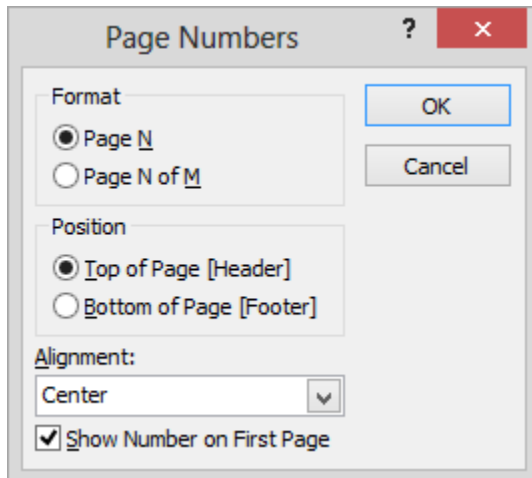 Page Numbers ?
Format
Page N
Page N of M
OK
Cancel
Position
Top of Page [Header]
Bottom of Page [Footer]
Alignment:
Center
Show Number on First Page